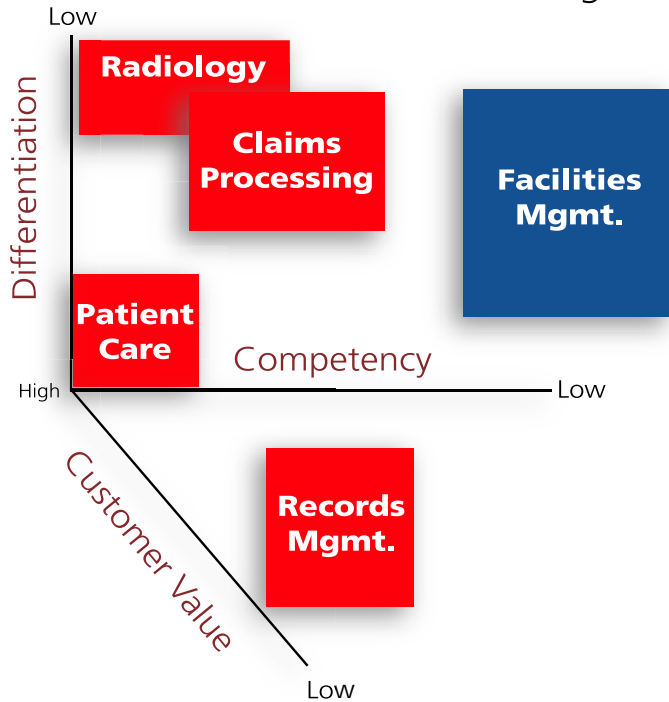 Low
Radiology
Claims
Processing
Facilities
Mgmt.
Differentiation
Patient
Care
Competency
High
Low
Customer Value
Records
Mgmt.
Low